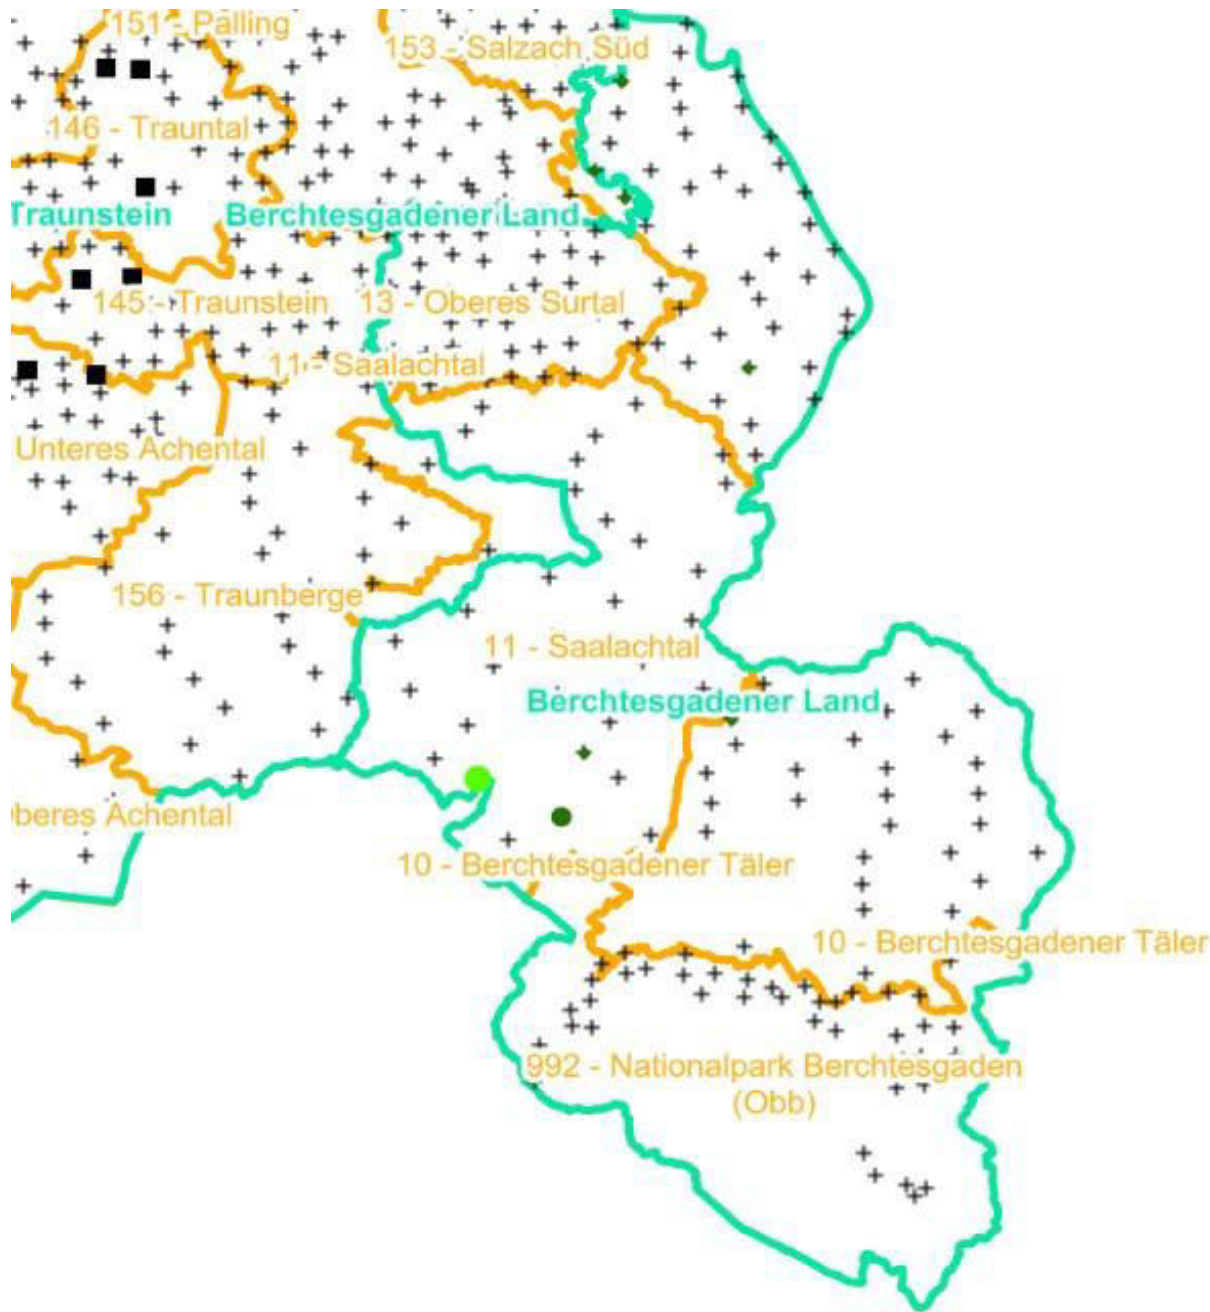 151 - Palling
153 - Salzach Süd
146 - Trauntal
Traunstein
Berchtesgadener Land
145 - Traunstein
13 - Oberes Surtal
11 - Saalachtal
Unteres Achental
156 - Traunberge
11 - Saalachtal
Berchtesgadener Land
beres Achental
10 - Berchtesgadener Täler
10 - Berchtesgadener Täler
992 - Nationalpark Berchtesgaden
(Obb)